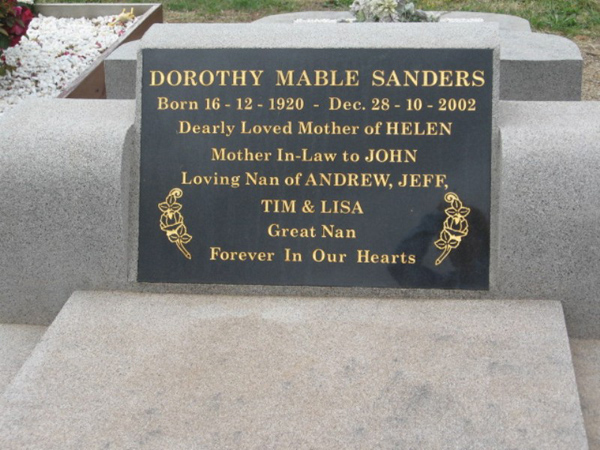 DOROTHY MABLE SANDERS
Born 16 - 12 - 1920 - Dec. 28 - 10 - 2002
Dearly Loved Mother of HELEN
Mother In-Law to JOHN
Loving Nan of ANDREW, JEFF,
TIM & LISA
Great Nan
Forever In Our Hearts